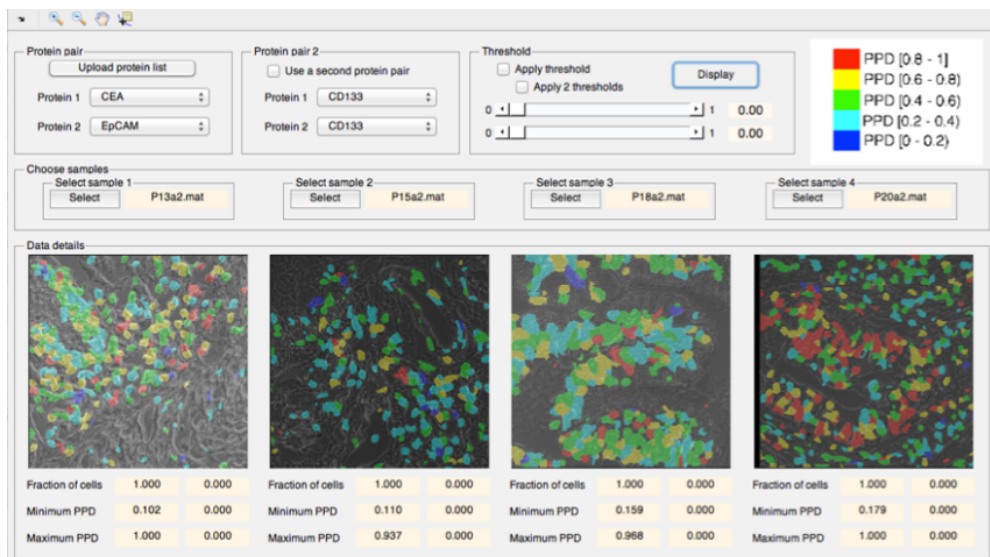 Protein pair
Upload protein list
Protein 1 CEA
Protein 2 EpCAM
Protein pair 2
Use a second protein pair
Protein 1 CD133
Protein 2 CD133
Threshold
Apply threshold
Apply 2 thresholds
Display
0 1 0.00
0 1 0.00
PPD [0.8 - 1]
PPD [0.6 - 0.8)
PPD [0.4 - 0.6)
PPD [0.2 - 0.4)
PPD [0 - 0.2)
Choose samples
Select sample 1
Select P13a2.mat
Select sample 2
Select P15a2.mat
Select sample 3
Select P18a2.mat
Select sample 4
Select P20a2.mat
Data details
Fraction of cells 1.000 0.000
Minimum PPD 0.102 0.000
Maximum PPD 1.000 0.000
Fraction of cells 1.000 0.000
Minimum PPD 0.110 0.000
Maximum PPD 0.937 0.000
Fraction of cells 1.000 0.000
Minimum PPD 0.159 0.000
Maximum PPD 0.968 0.000
Fraction of cells 1.000 0.000
Minimum PPD 0.179 0.000
Maximum PPD 1.000 0.000